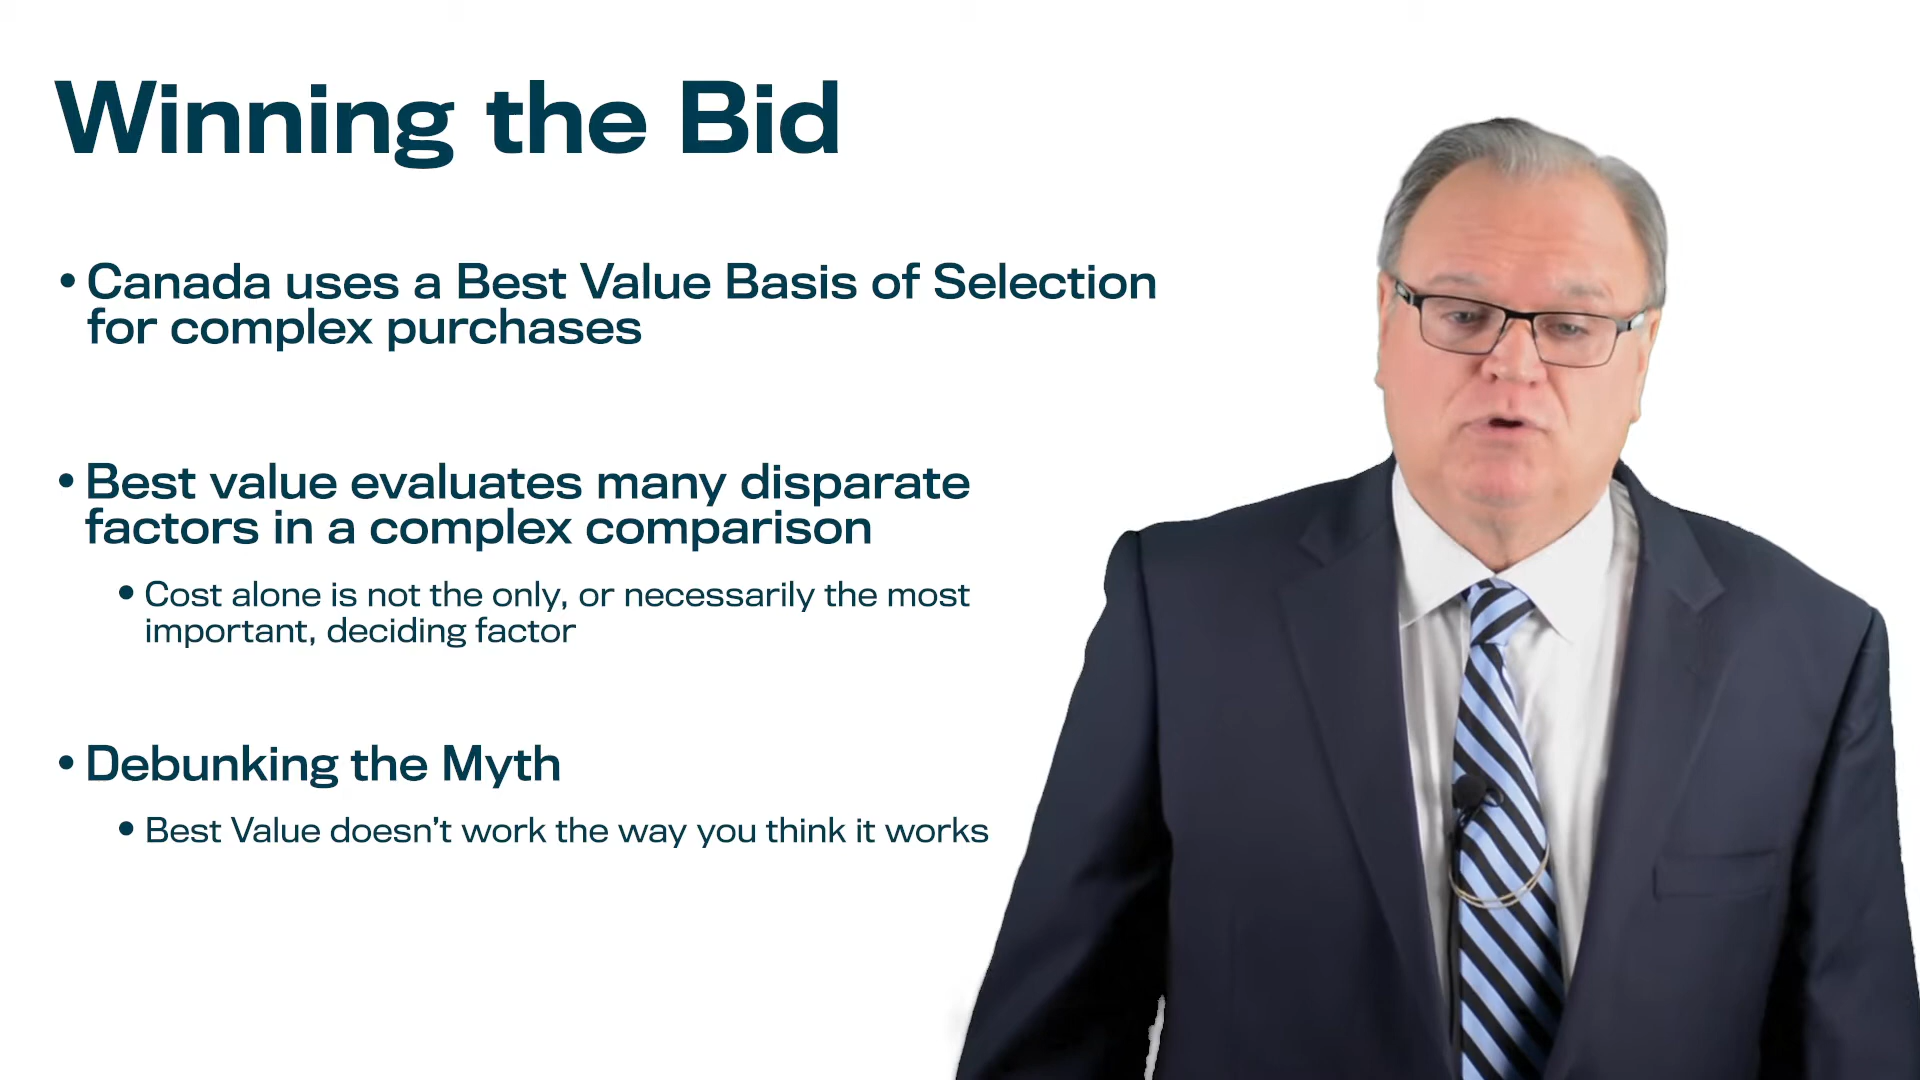 Winning the Bid
• Canada uses a Best Value Basis of Selection
for complex purchases
• Best value evaluates many disparate
factors in a complex comparison
• Cost alone is not the only, or necessarily the most
important, deciding factor
• Debunking the Myth
• Best Value doesn’t work the way you think it works